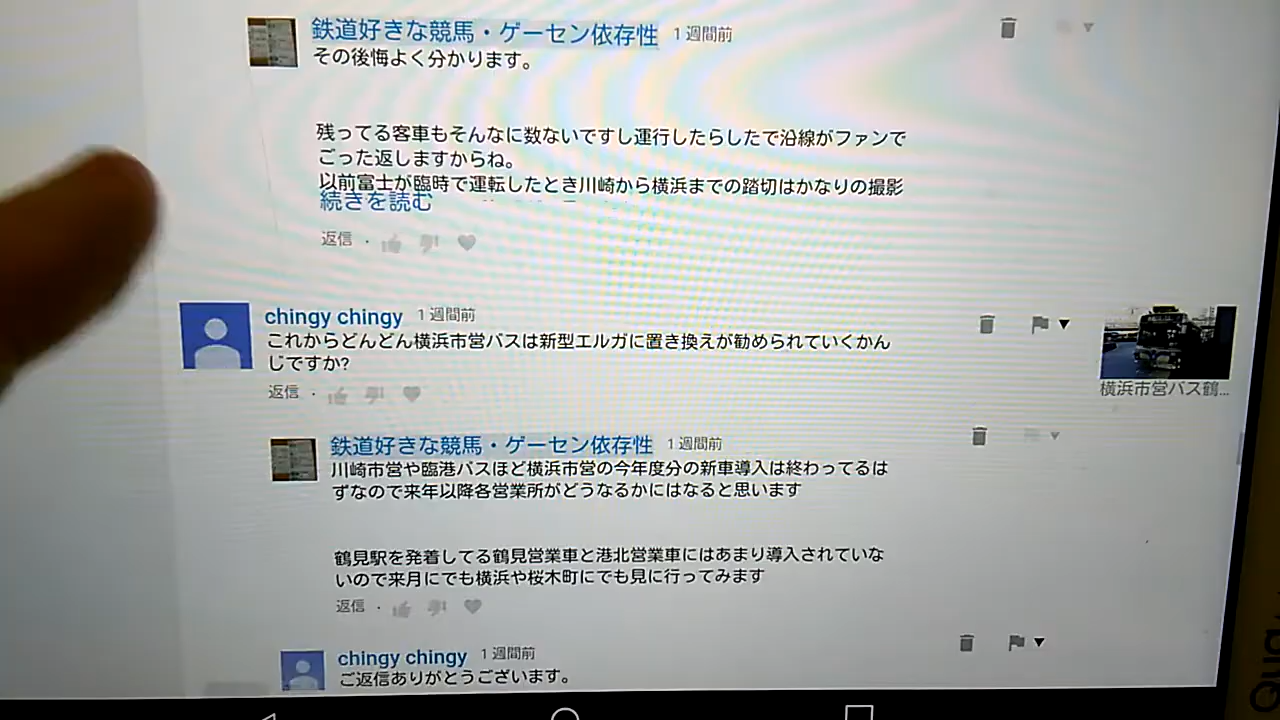 鉄道好きな競馬・ゲーセン依存性 1 週間前
その後悔よく分かります。
残ってる客車もそんなに数ないですし運行したらしたで沿線がファンで
ごった返しますからね。
以前富士が臨時で運転したとき川崎から横浜までの踏切はかなりの撮影
続きを読む
返信 ·
chingy chingy 1 週間前
これからどんどん横浜市営バスは新型エルガに置き換えが勧められていくかん
じですか?
返信 ·
横浜市営バス鶴...
鉄道好きな競馬・ゲーセン依存性 1 週間前
川崎市営や臨港バスほど横浜市営の今年度分の新車導入は終わってるは
ずなので来年以降各営業所がどうなるかにはなると思います
鶴見駅を発着してる鶴見営業車と港北営業車にはあまり導入されていな
いので来月にでも横浜や桜木町にでも見に行ってみます
返信 ·
chingy chingy 1 週間前
ご返信ありがとうございます。